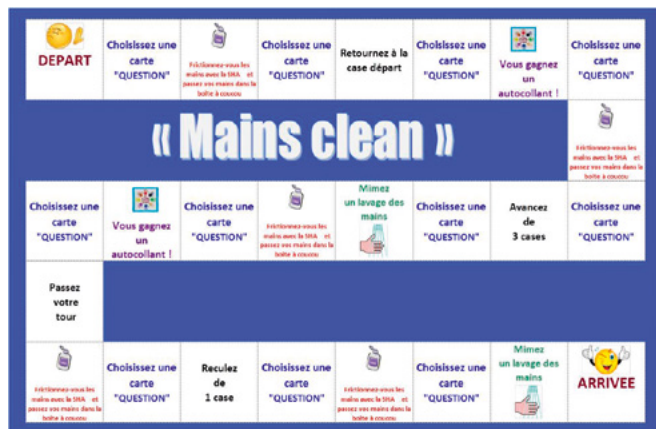 DEPART
Choisissez une
carte
"QUESTION"
Frictionnez-vous les
mains avec la SHA et
passez vos mains dans la
boîte à coucou
Choisissez une
carte
"QUESTION"
Retournez à la
case départ
Choisissez une
carte
"QUESTION"
Vous gagnez
un
autocollant !
Choisissez une
carte
"QUESTION"
« Mains clean »
Frictionnez-vous les
mains avec la SHA et
passez vos mains dans la
boîte à coucou
Choisissez une
carte
"QUESTION"
Vous gagnez
un
autocollant !
Choisissez une
carte
"QUESTION"
Frictionnez-vous les
mains avec la SHA et
passez vos mains dans la
boîte à coucou
Mimez
un lavage des
mains
Choisissez une
carte
"QUESTION"
Avancez
de
3 cases
Choisissez une
carte
"QUESTION"
Passez
votre
tour
Frictionnez-vous les
mains avec la SHA et
passez vos mains dans la
boîte à coucou
Choisissez une
carte
"QUESTION"
Reculez
de
1 case
Choisissez une
carte
"QUESTION"
Frictionnez-vous les
mains avec la SHA et
passez vos mains dans la
boîte à coucou
Choisissez une
carte
"QUESTION"
Mimez
un lavage des
mains
ARRIVEE